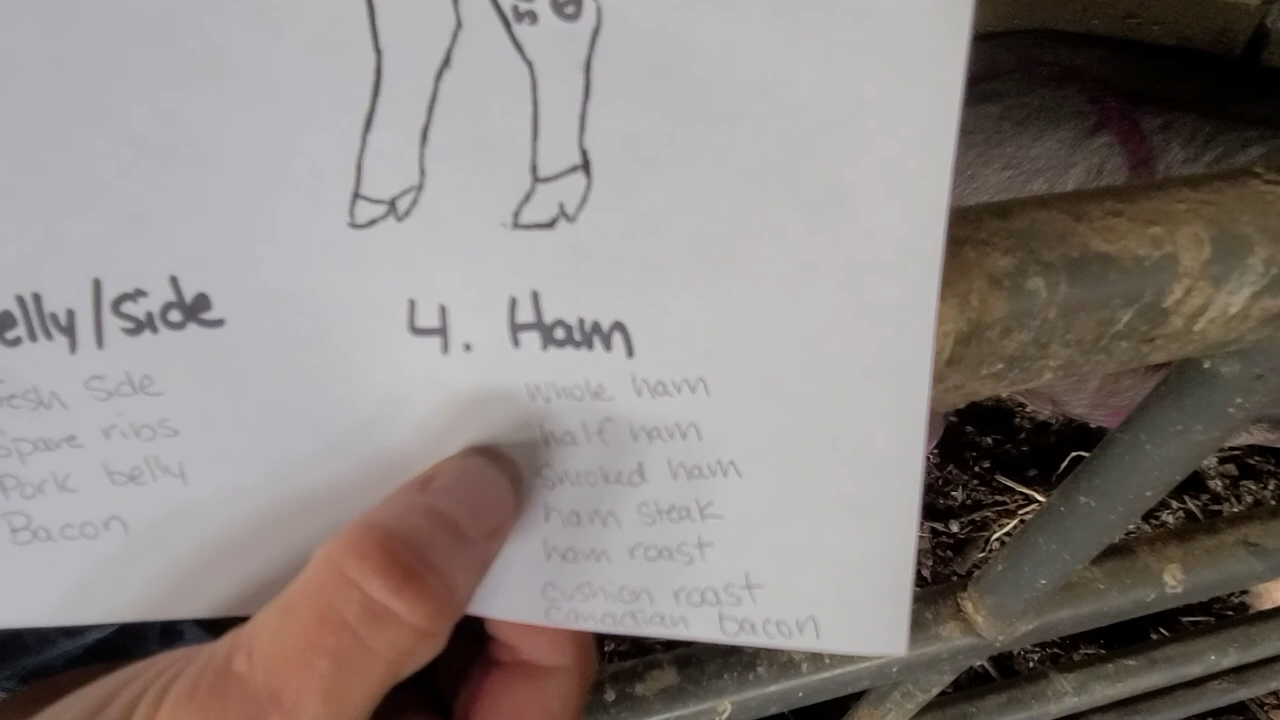 elly/Side
esh Side
Spare ribs
Pork belly
Bacon
4. Ham
Whole ham
half ham
Smoked ham
ham steak
ham roast
cushion roast
Canadian bacon